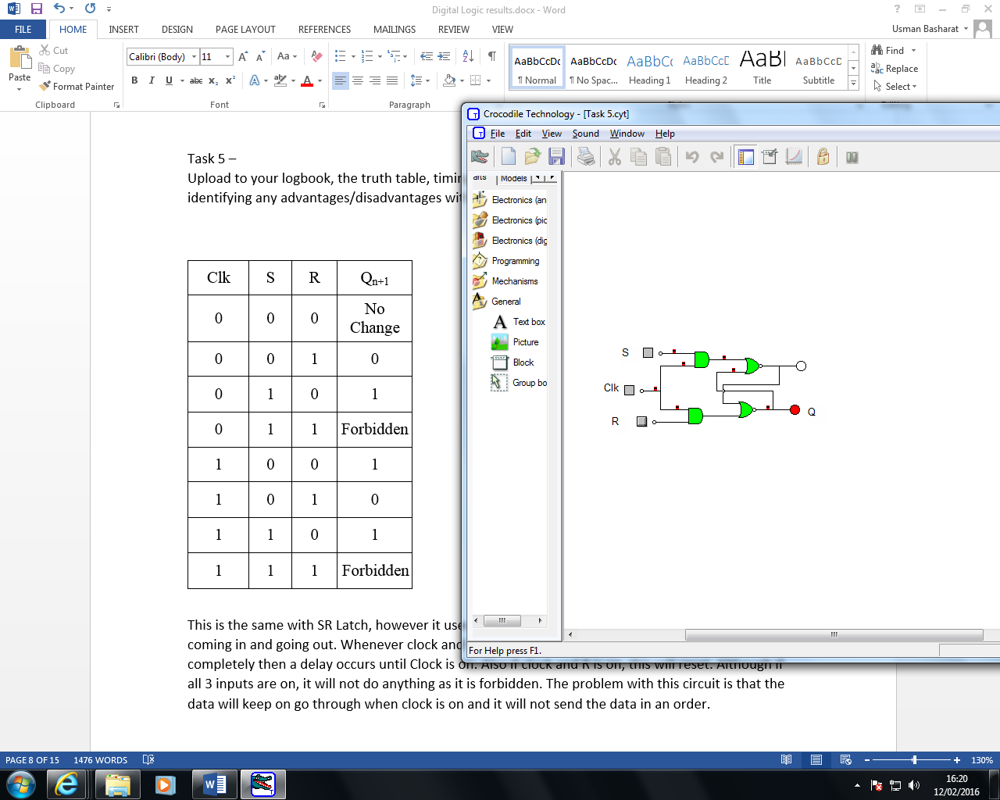 Digital Logic results.docx - Word
FILE HOME INSERT DESIGN PAGE LAYOUT REFERENCES MAILINGS REVIEW VIEW
Usman Basharat
Paste
Cut
Copy
Format Painter
Clipboard
Calibri (Body) 11
Font
Paragraph
AaBbCcDc AaBbCcDc AaBbCc AaBbCcD AaB AaBbCcD
¶ Normal ¶ No Spac... Heading 1 Heading 2 Title Subtitle
Find
Replace
Select
Task 5 –
Upload to your logbook, the truth table, timin
identifying any advantages/disadvantages wit
Clk S R Qn+1
0 0 0 No Change
0 0 1 0
0 1 0 1
0 1 1 Forbidden
1 0 0 1
1 0 1 0
1 1 0 1
1 1 1 Forbidden
This is the same with SR Latch, however it use
coming in and going out. Whenever clock and
completely then a delay occurs until Clock is on. Also if clock and R is on, this will reset. Although if
all 3 inputs are on, it will not do anything as it is forbidden. The problem with this circuit is that the
data will keep on go through when clock is on and it will not send the data in an order.
Crocodile Technology - [Task 5.cyt]
File Edit View Sound Window Help
arts Models
Electronics (an
Electronics (pic
Electronics (dig
Programming
Mechanisms
General
Text box
Picture
Block
Group bo
S
Clk
R
Q
For Help press F1.
PAGE 8 OF 15 1476 WORDS
130%
16:20
12/02/2016